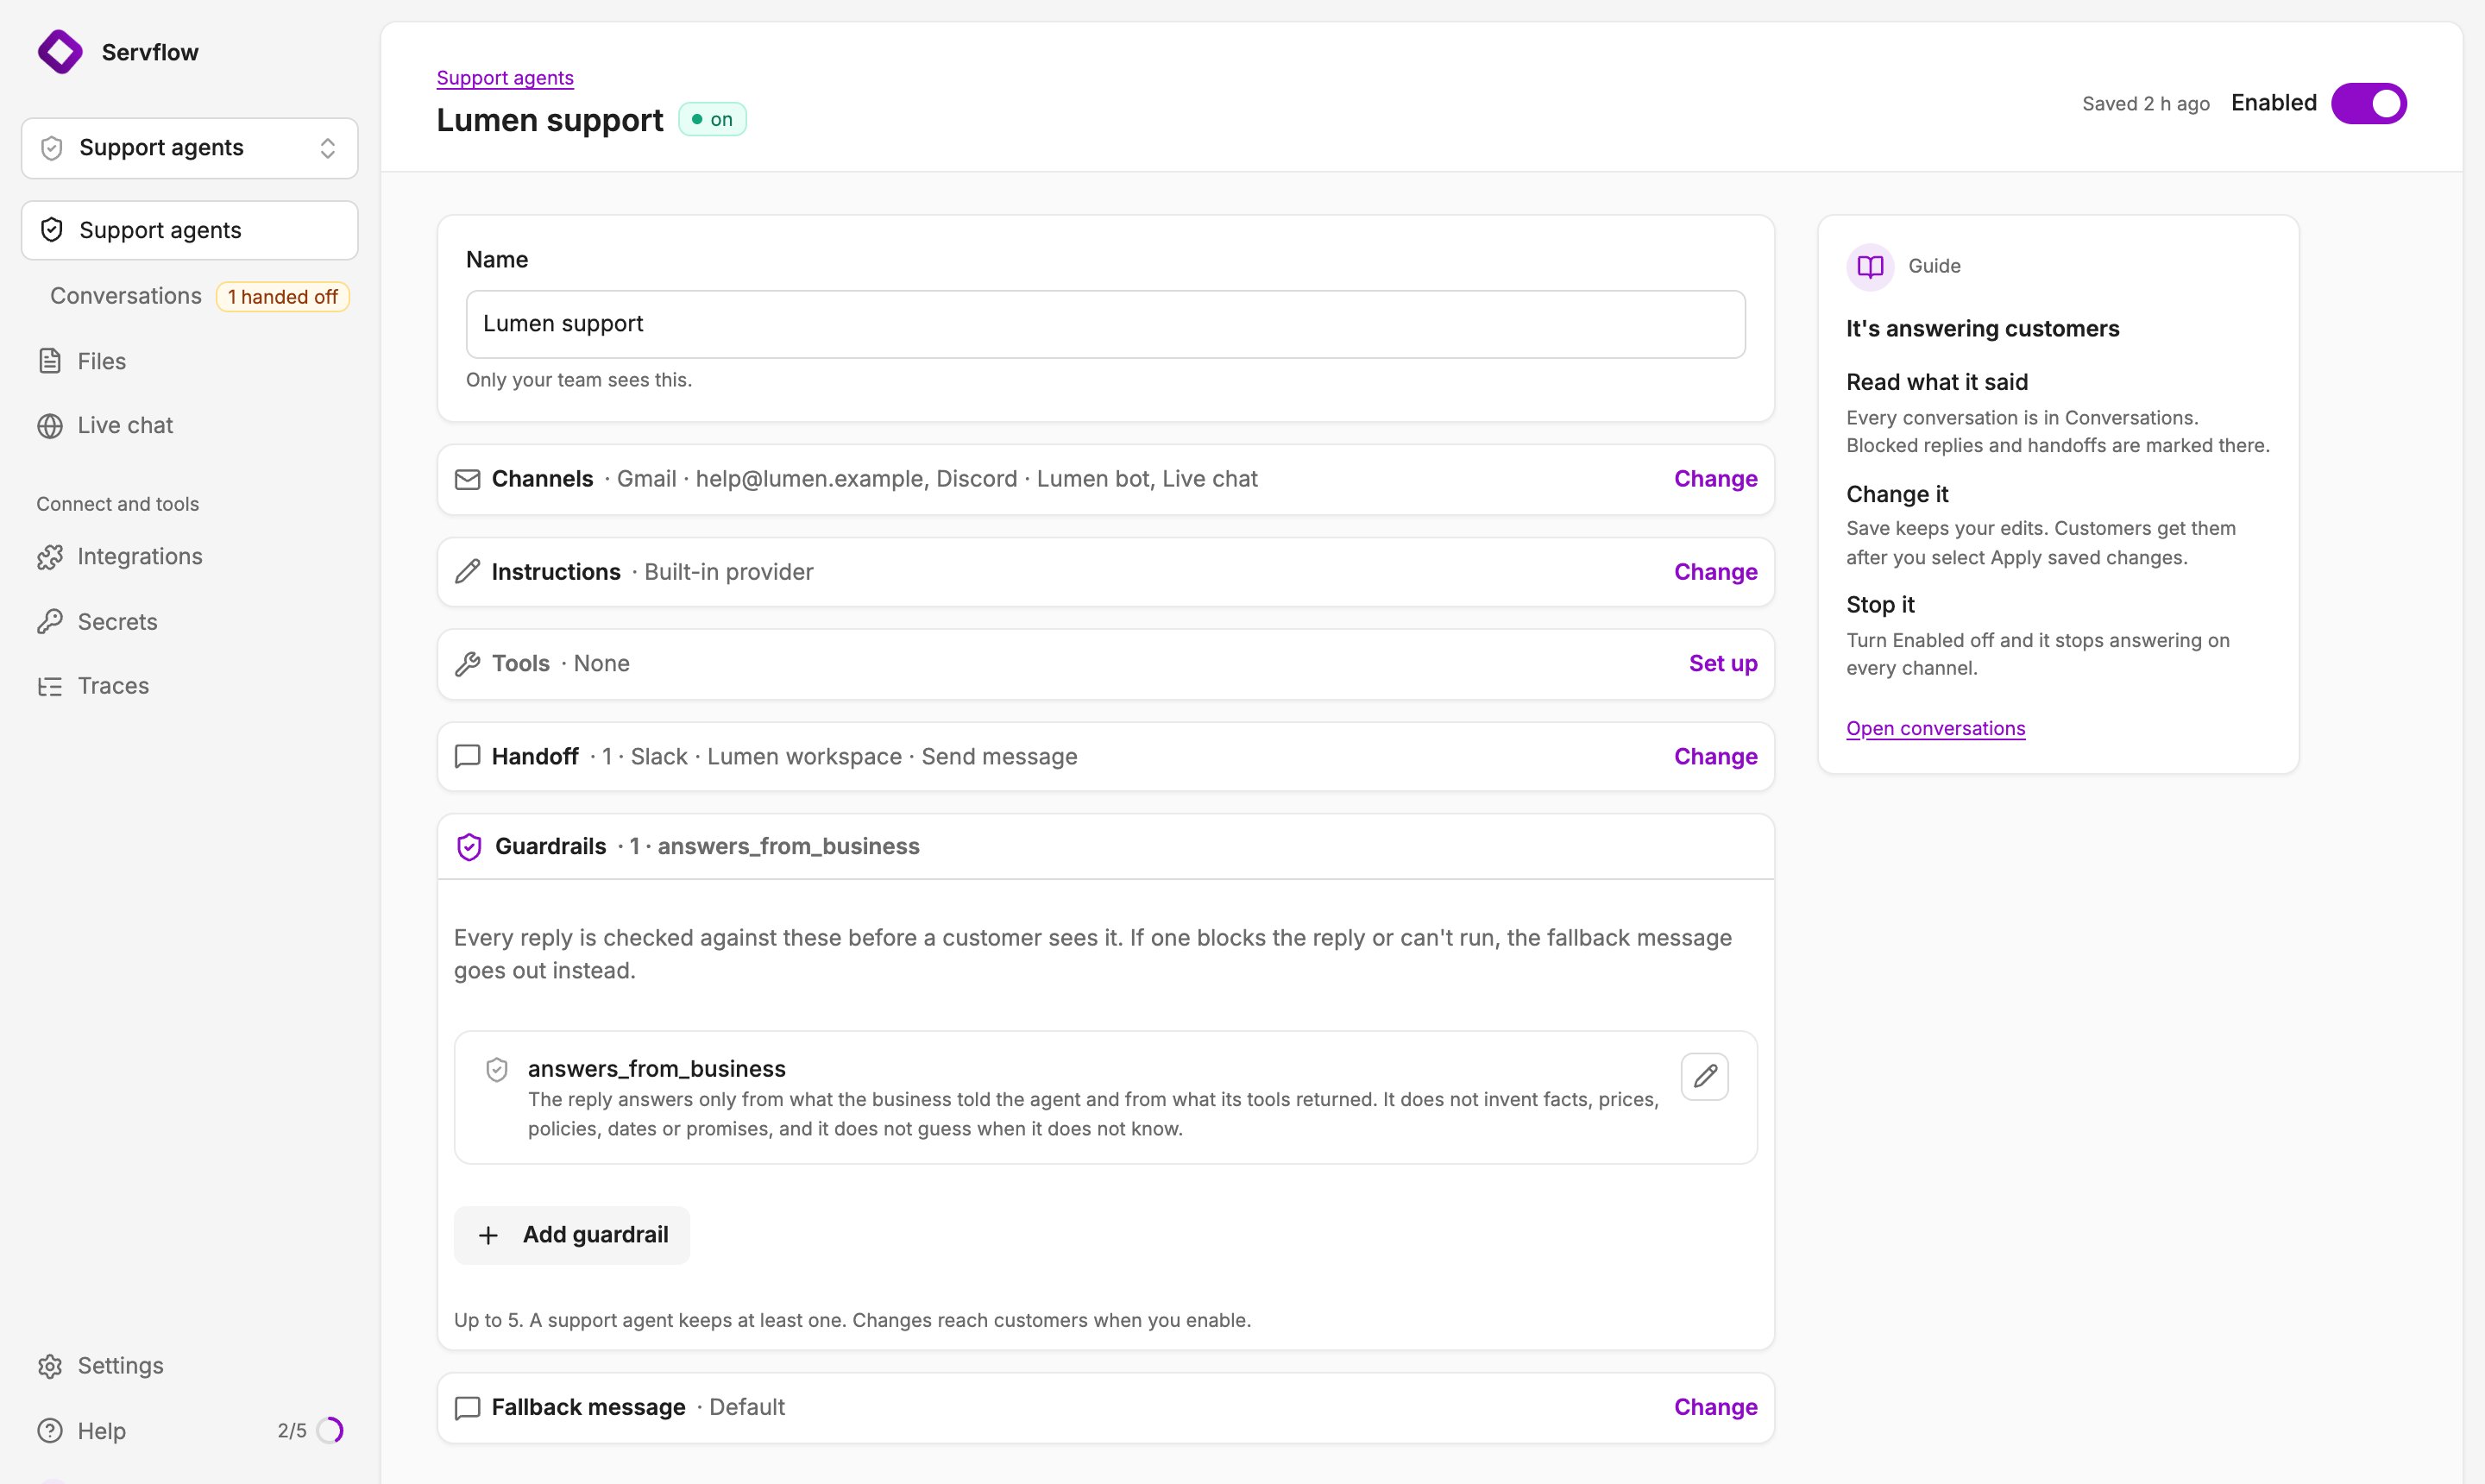 Servflow
Support agents
Support agents
Conversations 1 handed off
Files
Live chat
Connect and tools
Integrations
Secrets
Traces
Settings
Help 2/5
Support agents
Lumen support on
Saved 2 h ago Enabled
Name
Lumen support
Only your team sees this.
Channels · Gmail · help@lumen.example, Discord · Lumen bot, Live chat Change
Instructions · Built-in provider Change
Tools · None Set up
Handoff · 1 · Slack · Lumen workspace · Send message Change
Guardrails · 1 · answers_from_business
Every reply is checked against these before a customer sees it. If one blocks the reply or can't run, the fallback message
goes out instead.
answers_from_business
The reply answers only from what the business told the agent and from what its tools returned. It does not invent facts, prices,
policies, dates or promises, and it does not guess when it does not know.
Add guardrail
Up to 5. A support agent keeps at least one. Changes reach customers when you enable.
Fallback message · Default Change
Guide
It's answering customers
Read what it said
Every conversation is in Conversations.
Blocked replies and handoffs are marked there.
Change it
Save keeps your edits. Customers get them
after you select Apply saved changes.
Stop it
Turn Enabled off and it stops answering on
every channel.
Open conversations